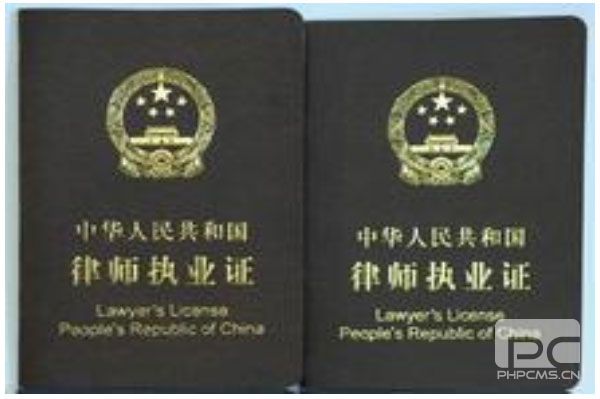 中华人民共和国
律师执业证
Lawyer's License
People's Republic of China
中华人民共和国
律师执业证
Lawyer's License
People's Republic of China
PC
PHPCMS.CN